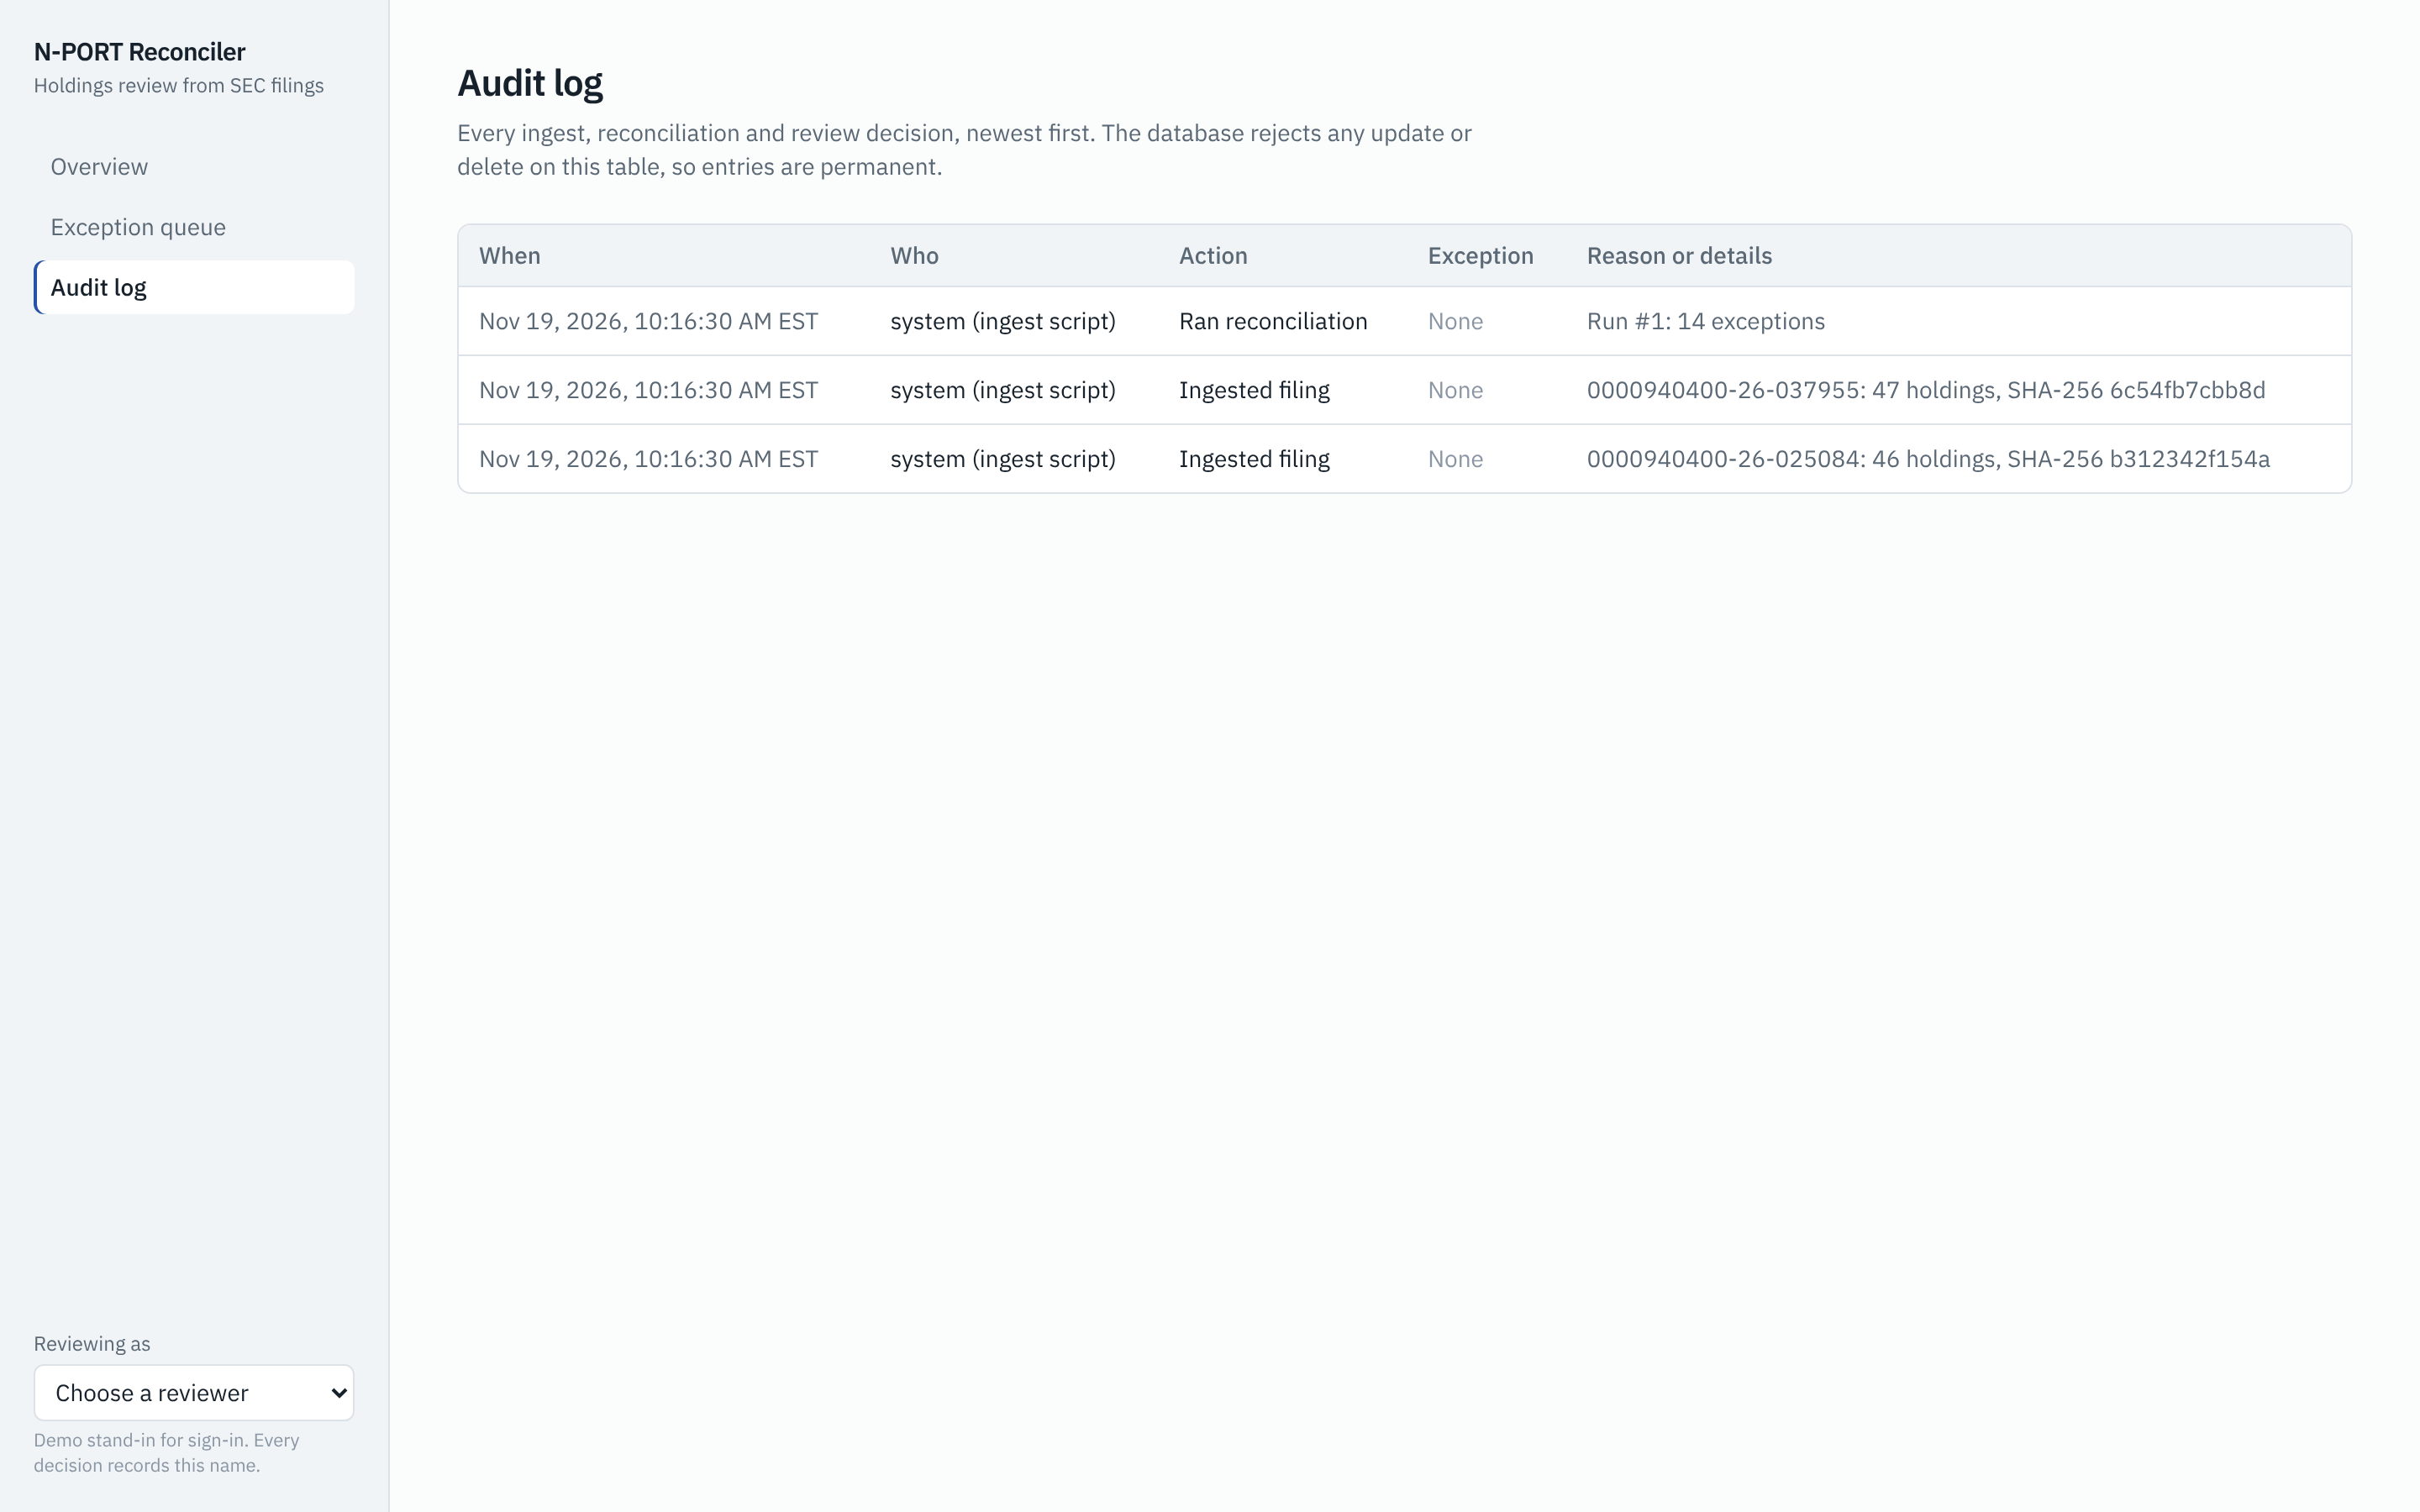 N-PORT Reconciler
Holdings review from SEC filings
Overview
Exception queue
Audit log
Reviewing as
Choose a reviewer
Demo stand-in for sign-in. Every
decision records this name.
Audit log
Every ingest, reconciliation and review decision, newest first. The database rejects any update or
delete on this table, so entries are permanent.
When Who Action Exception Reason or details
Nov 19, 2026, 10:16:30 AM EST system (ingest script) Ran reconciliation None Run #1: 14 exceptions
Nov 19, 2026, 10:16:30 AM EST system (ingest script) Ingested filing None 0000940400-26-037955: 47 holdings, SHA-256 6c54fb7cbb8d
Nov 19, 2026, 10:16:30 AM EST system (ingest script) Ingested filing None 0000940400-26-025084: 46 holdings, SHA-256 b312342f154a